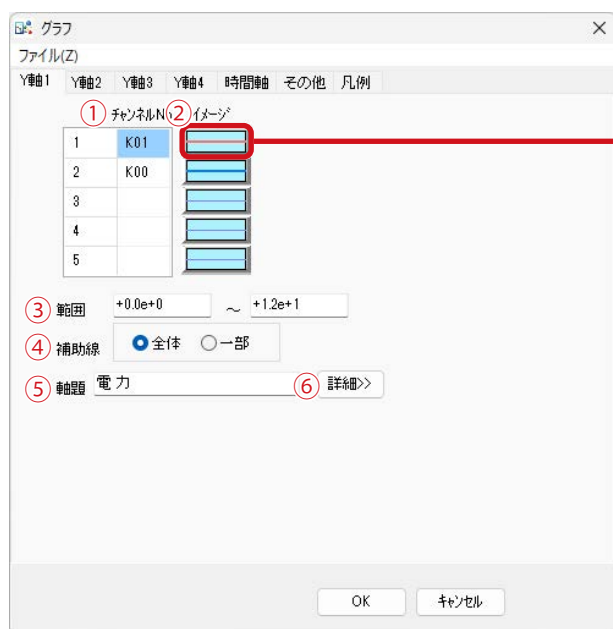 グラフ
ファイル(Z)
Y軸1 Y軸2 Y軸3 Y軸4 時間軸 その他 凡例
① チャンネルNo ② イメージ
1 K01
2 K00
3
4
5
③ 範囲 +0.0e+0 ～ +1.2e+1
④ 補助線 全体 一部
⑤ 軸題 電力 ⑥ 詳細>>
OK キャンセル